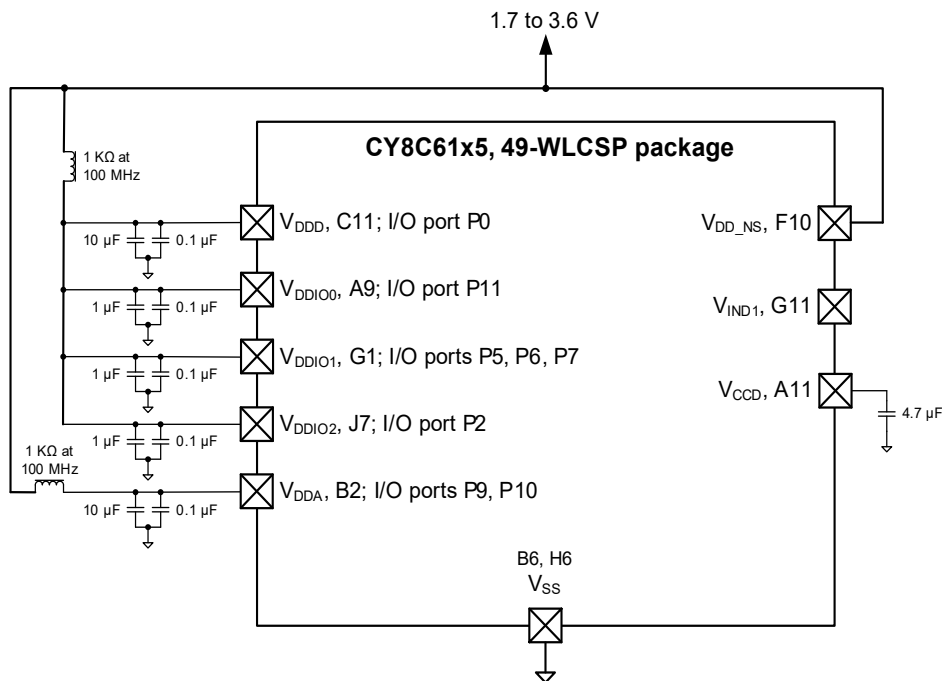 1.7 to 3.6 V
CY8C61x5, 49-WLCSP package
1 KΩ at
100 MHz
10 µF
0.1 µF
VDDD, C11; I/O port P0
VDD_NS, F10
1 µF
0.1 µF
VDDIO0, A9; I/O port P11
VIND1, G11
1 µF
0.1 µF
VDDIO1, G1; I/O ports P5, P6, P7
VCCD, A11
4.7 µF
1 µF
0.1 µF
VDDIO2, J7; I/O port P2
1 KΩ at
100 MHz
10 µF
0.1 µF
VDDA, B2; I/O ports P9, P10
B6, H6
VSS